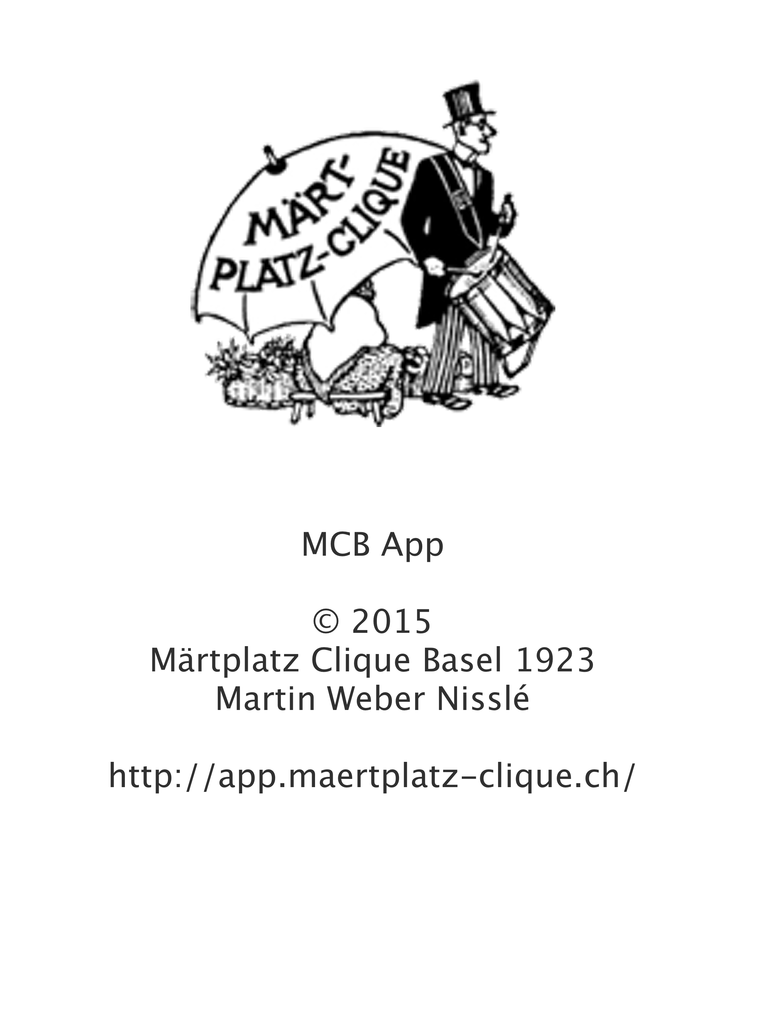 MÄRT-
PLATZ-CLIQUE
MCB App
© 2015
Märtplatz Clique Basel 1923
Martin Weber Nisslé
http://app.maertplatz-clique.ch/